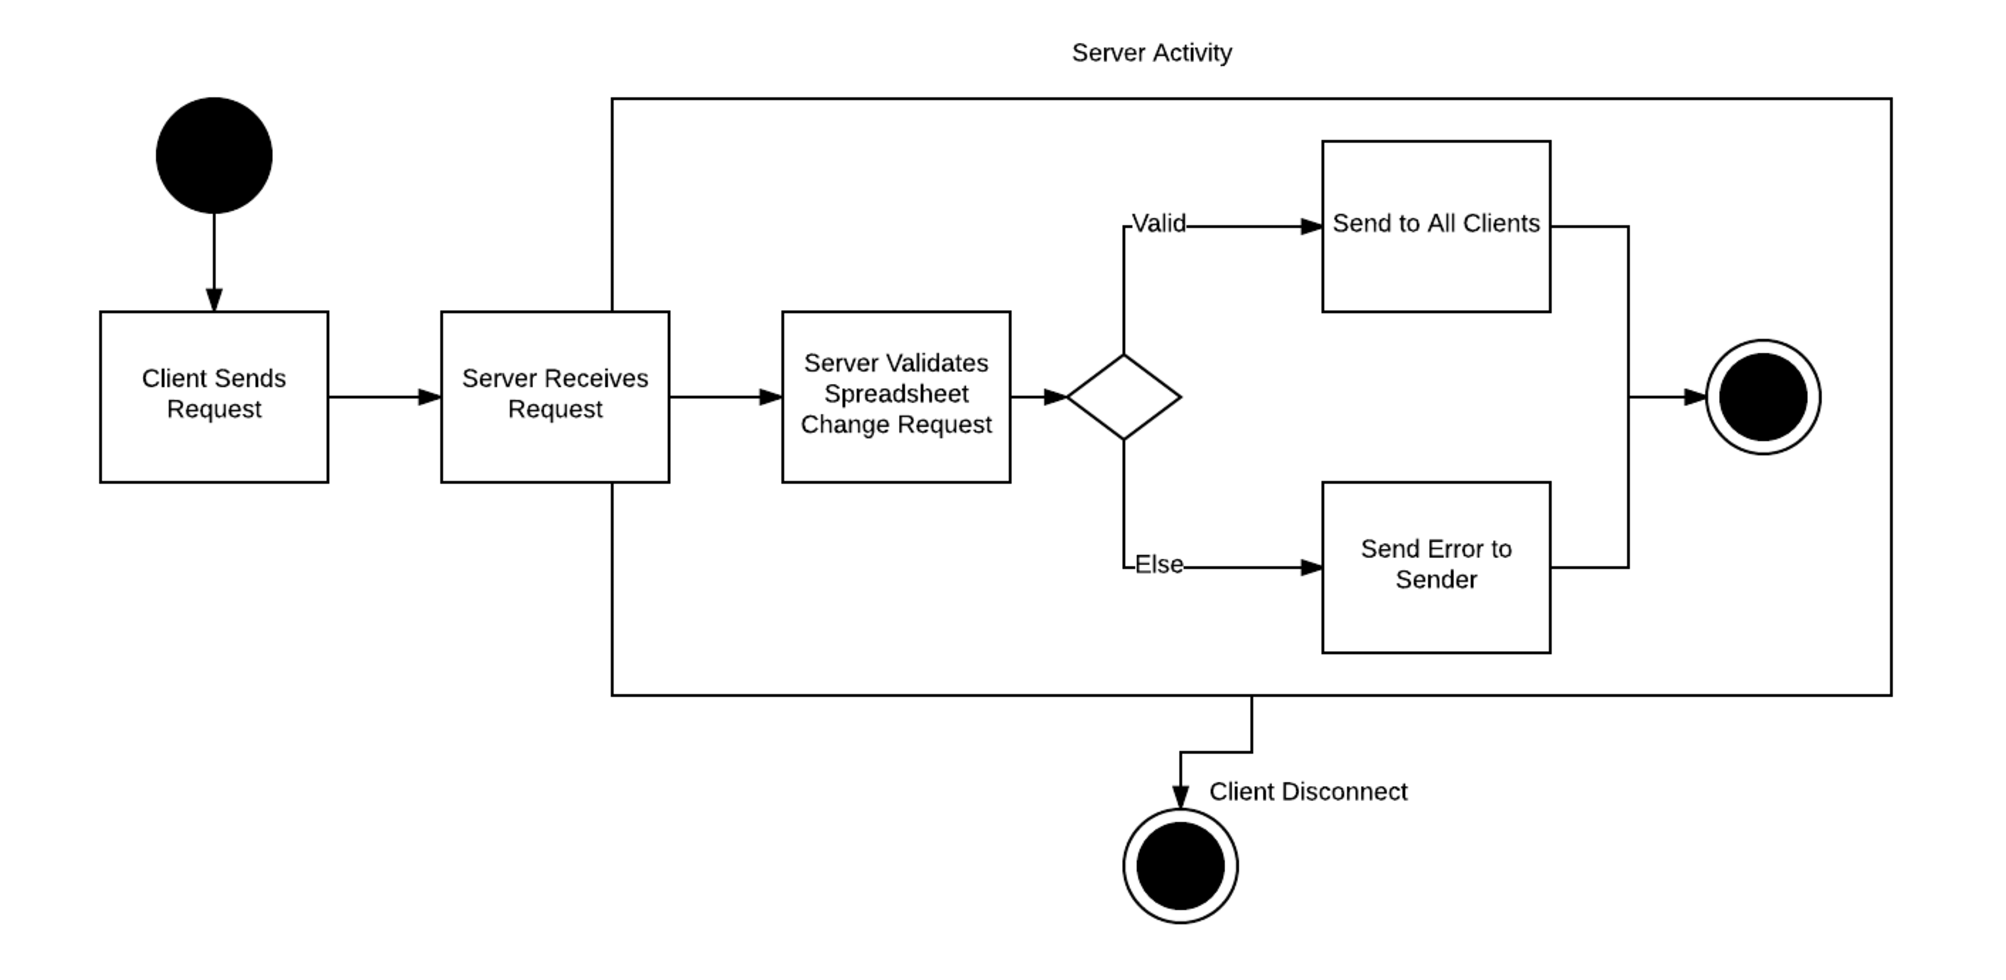 Server Activity
Client Sends
Request
Server Receives
Request
Server Validates
Spreadsheet
Change Request
Valid
Send to All Clients
Else
Send Error to
Sender
Client Disconnect